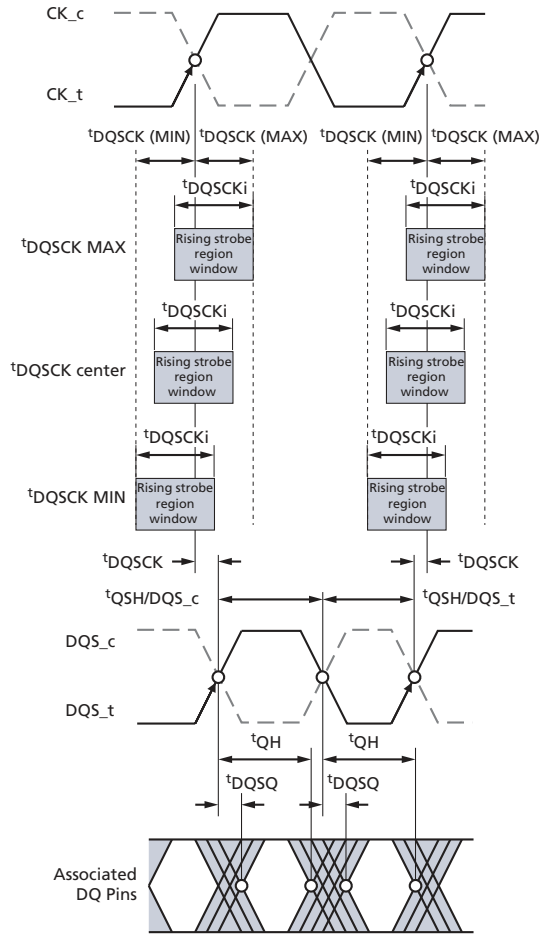 CK_c
CK_t
tDQSCK (MIN) tDQSCK (MAX) tDQSCK (MIN) tDQSCK (MAX)
tDQSCKi tDQSCKi
tDQSCK MAX
Rising strobe
region
window
Rising strobe
region
window
tDQSCKi tDQSCKi
tDQSCK center
Rising strobe
region
window
Rising strobe
region
window
tDQSCKi tDQSCKi
tDQSCK MIN
Rising strobe
region
window
Rising strobe
region
window
tDQSCK tDQSCK
tQSH/DQS_c tQSH/DQS_t
DQS_c
DQS_t
tQH tQH
tDQSQ tDQSQ
Associated
DQ Pins